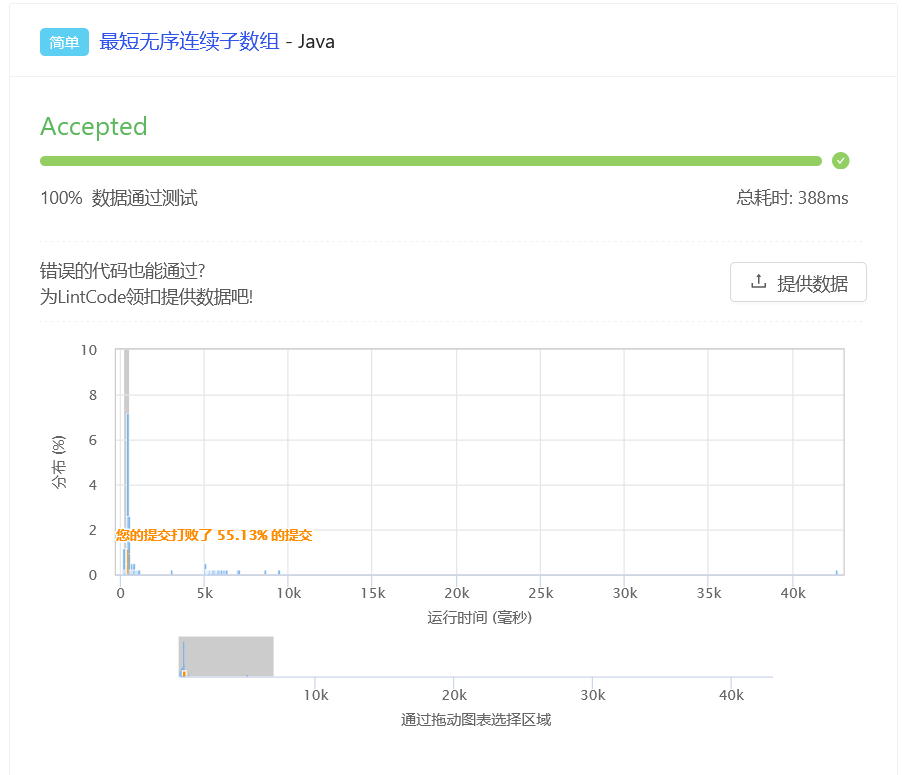 简单 最短无序连续子数组 - Java
Accepted
100% 数据通过测试 总耗时: 388ms
错误的代码也能通过?
为LintCode领扣提供数据吧!
提供数据
10
8
6
4
2
0
分布 (%)
您的提交打败了 55.13% 的提交
0 5k 10k 15k 20k 25k 30k 35k 40k
运行时间 (毫秒)
10k 20k 30k 40k
通过拖动图表选择区域